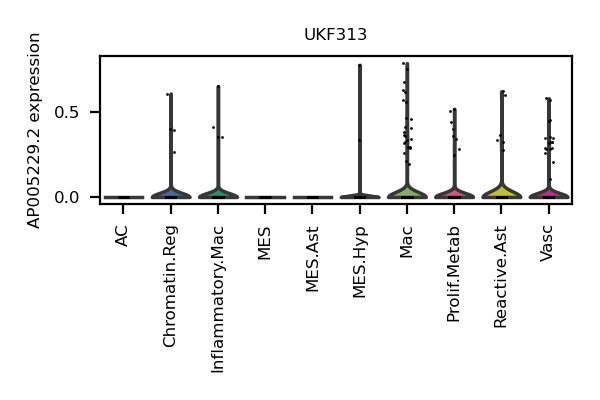 UKF313
AP005229.2 expression
0.5
0.0
AC
Chromatin.Reg
Inflammatory.Mac
MES
MES.Ast
MES.Hyp
Mac
Prolif.Metab
Reactive.Ast
Vasc